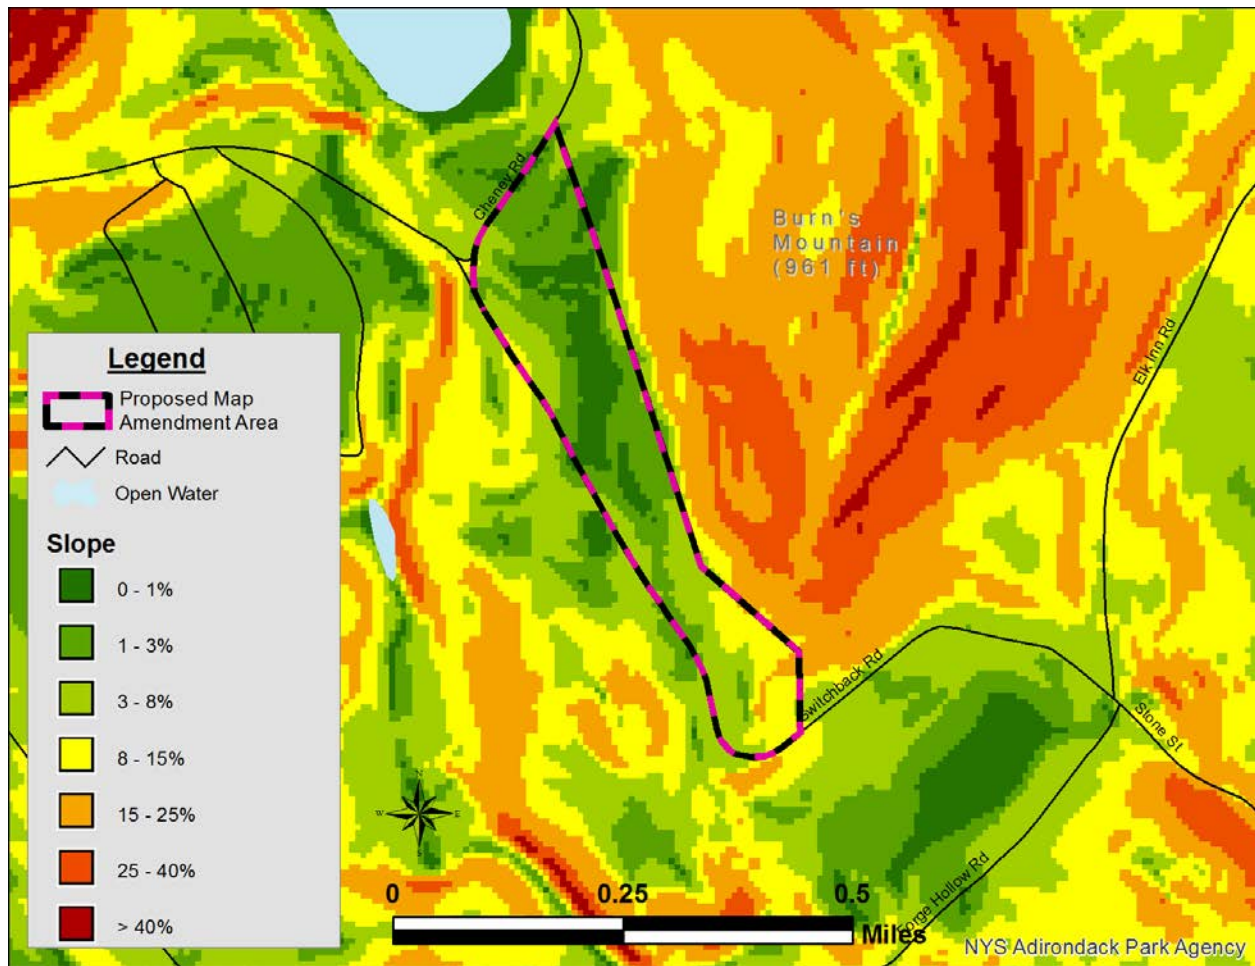 Cheney Rd
Burn's
Mountain
(961 ft)
Elk Inn Rd
Legend
Proposed Map
Amendment Area
Road
Open Water
Slope
0 - 1%
1 - 3%
3 - 8%
8 - 15%
15 - 25%
25 - 40%
> 40%
Switchback Rd
Stone St
Forge Hollow Rd
N
W
E
S
0
0.25
0.5
Miles
NYS Adirondack Park Agency